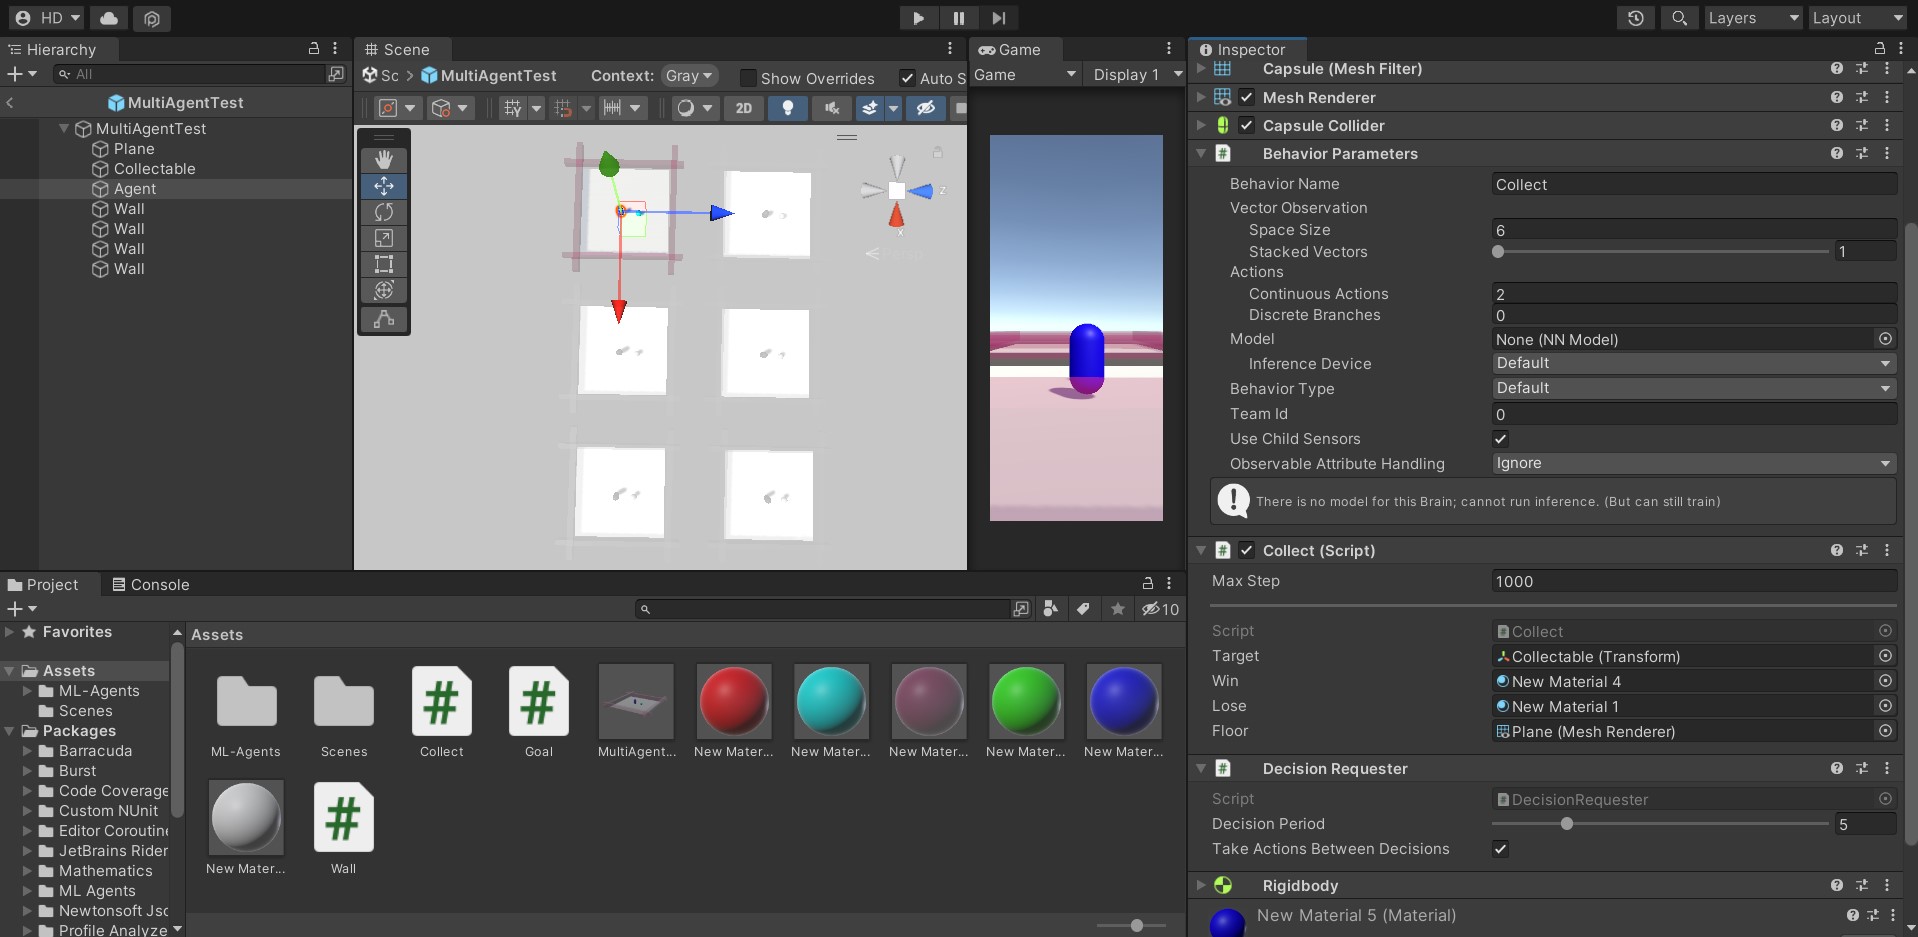 HD
Layers
Layout
Hierarchy
All
MultiAgentTest
MultiAgentTest
Plane
Collectable
Agent
Wall
Wall
Wall
Wall
Scene
Sc
MultiAgentTest
Context:
Gray
Show Overrides
Auto S
2D
z
x
Game
Game
Display 1
Inspector
Capsule (Mesh Filter)
Mesh Renderer
Capsule Collider
Behavior Parameters
Behavior Name
Collect
Vector Observation
Space Size
6
Stacked Vectors
1
Actions
Continuous Actions
2
Discrete Branches
0
Model
None (NN Model)
Inference Device
Default
Behavior Type
Default
Team Id
0
Use Child Sensors
Observable Attribute Handling
Ignore
There is no model for this Brain; cannot run inference. (But can still train)
Collect (Script)
Max Step
1000
Script
Collect
Target
Collectable (Transform)
Win
New Material 4
Lose
New Material 1
Floor
Plane (Mesh Renderer)
Decision Requester
Script
DecisionRequester
Decision Period
5
Take Actions Between Decisions
Rigidbody
New Material 5 (Material)
Project
Console
10
Favorites
Assets
ML-Agents
Scenes
Packages
Barracuda
Burst
Code Coverage
Custom NUnit
Editor Coroutine
JetBrains Rider
Mathematics
ML Agents
Newtonsoft Jsc
Profile Analyze
Assets
ML-Agents
Scenes
Collect
Goal
MultiAgent...
New Mater...
New Mater...
New Mater...
New Mater...
New Mater...
New Mater...
Wall